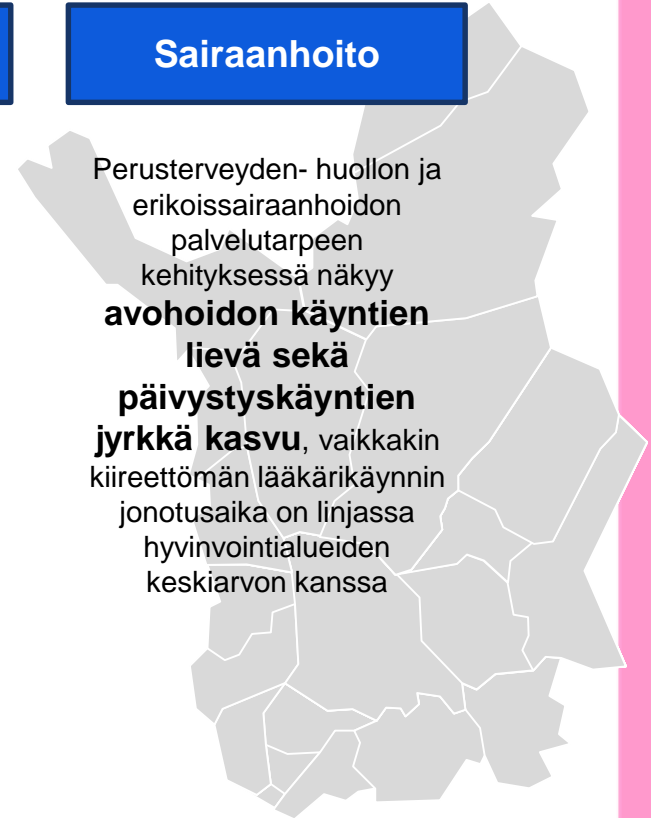 Sairaanhoito
Perusterveyden- huollon ja
erikoissairaanhoidon
palvelutarpeen
kehityksessä näkyy
avohoidon käyntien
lievä sekä
päivystyskäyntien
jyrkkä kasvu, vaikkakin
kiireettömän lääkärikäynnin
jonotusaika on linjassa
hyvinvointialueiden
keskiarvon kanssa